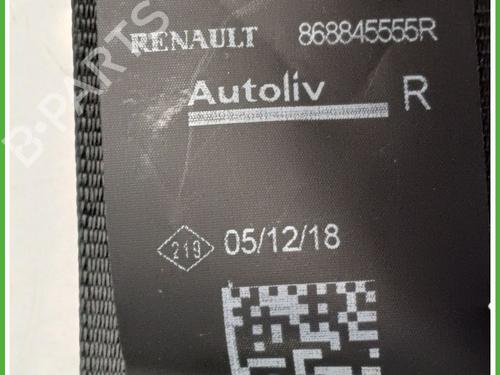 RENAULT 868845555R
Autoliv R
219 05/12/18
B-PARTS